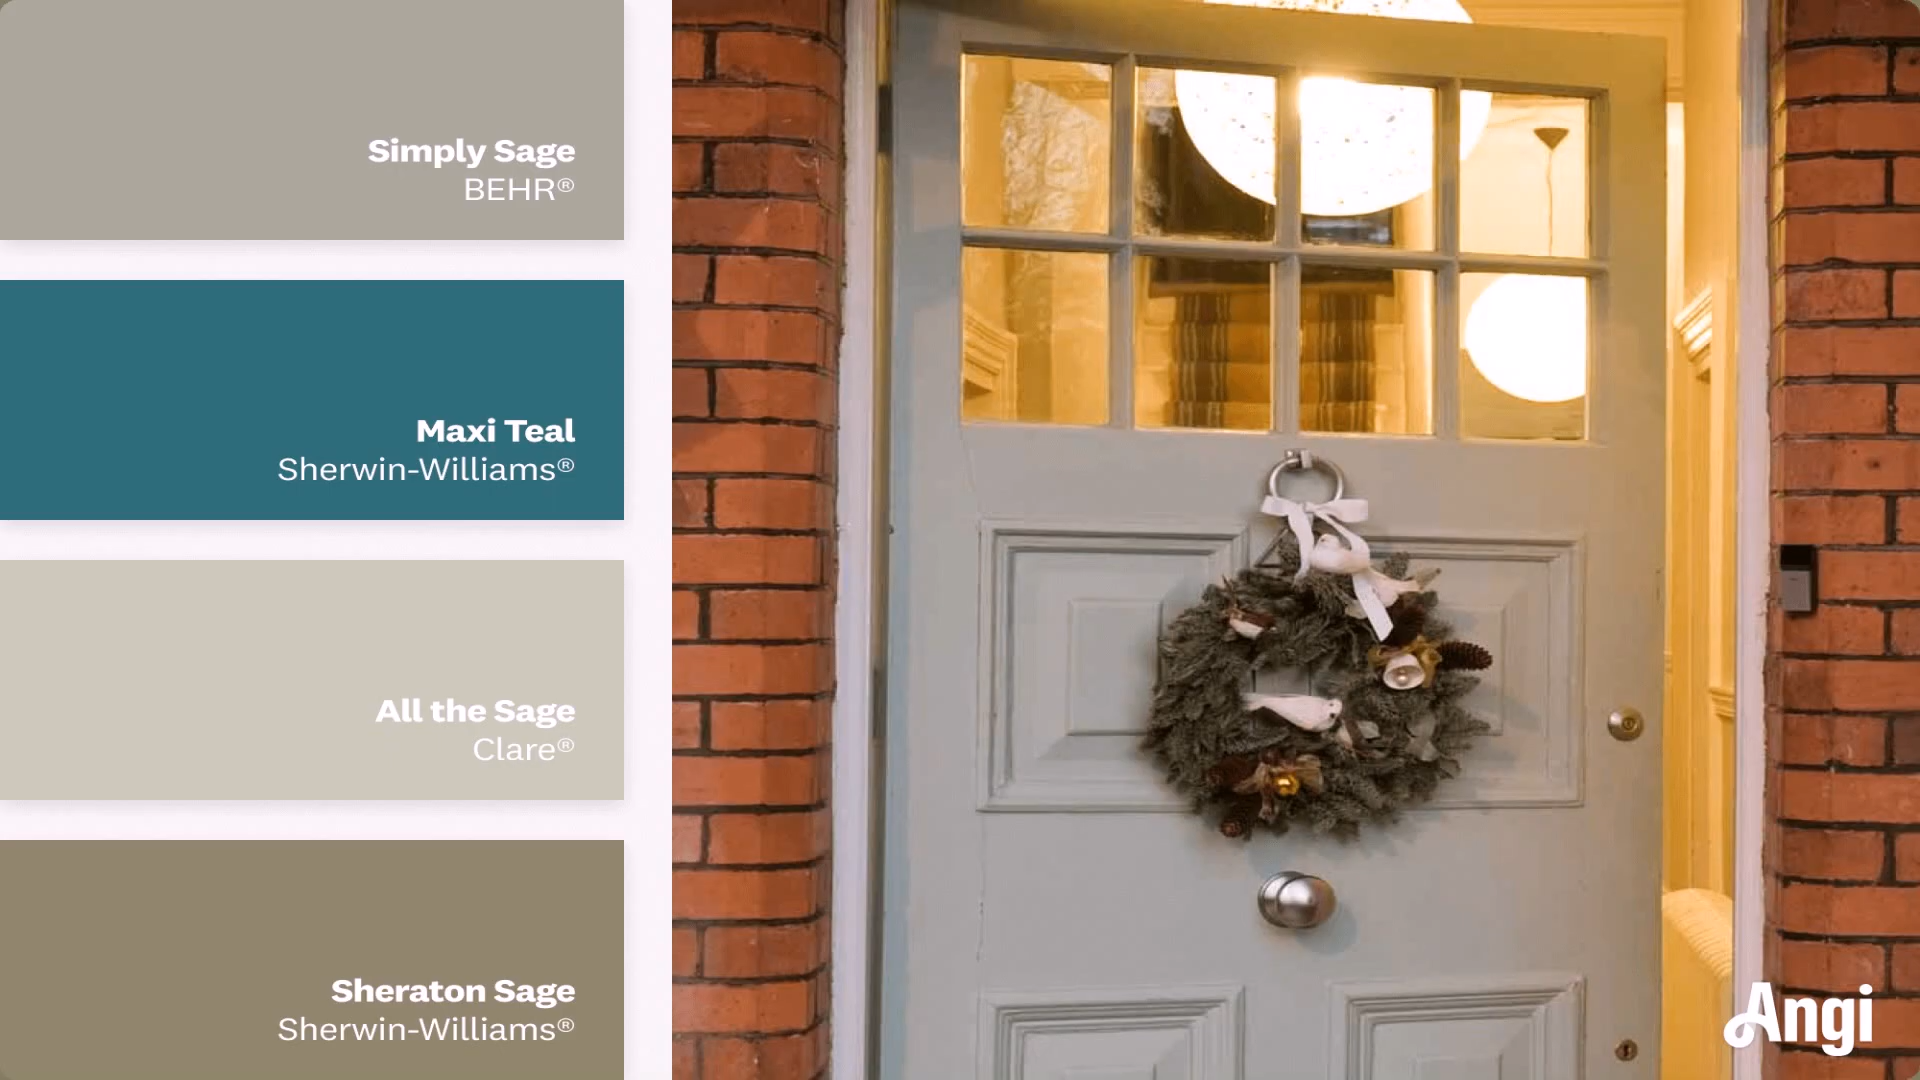 Simply Sage
BEHR®
Maxi Teal
Sherwin-Williams®
All the Sage
Clare®
Sheraton Sage
Sherwin-Williams®
Angi